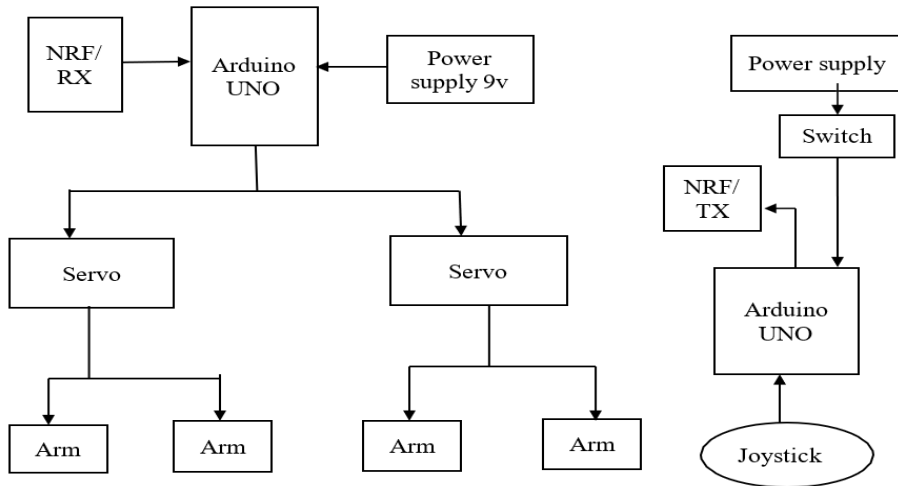 NRF/
RX
Arduino
UNO
Power
supply 9v
Servo
Servo
Arm
Arm
Arm
Arm
Power supply
Switch
NRF/
TX
Arduino
UNO
Joystick